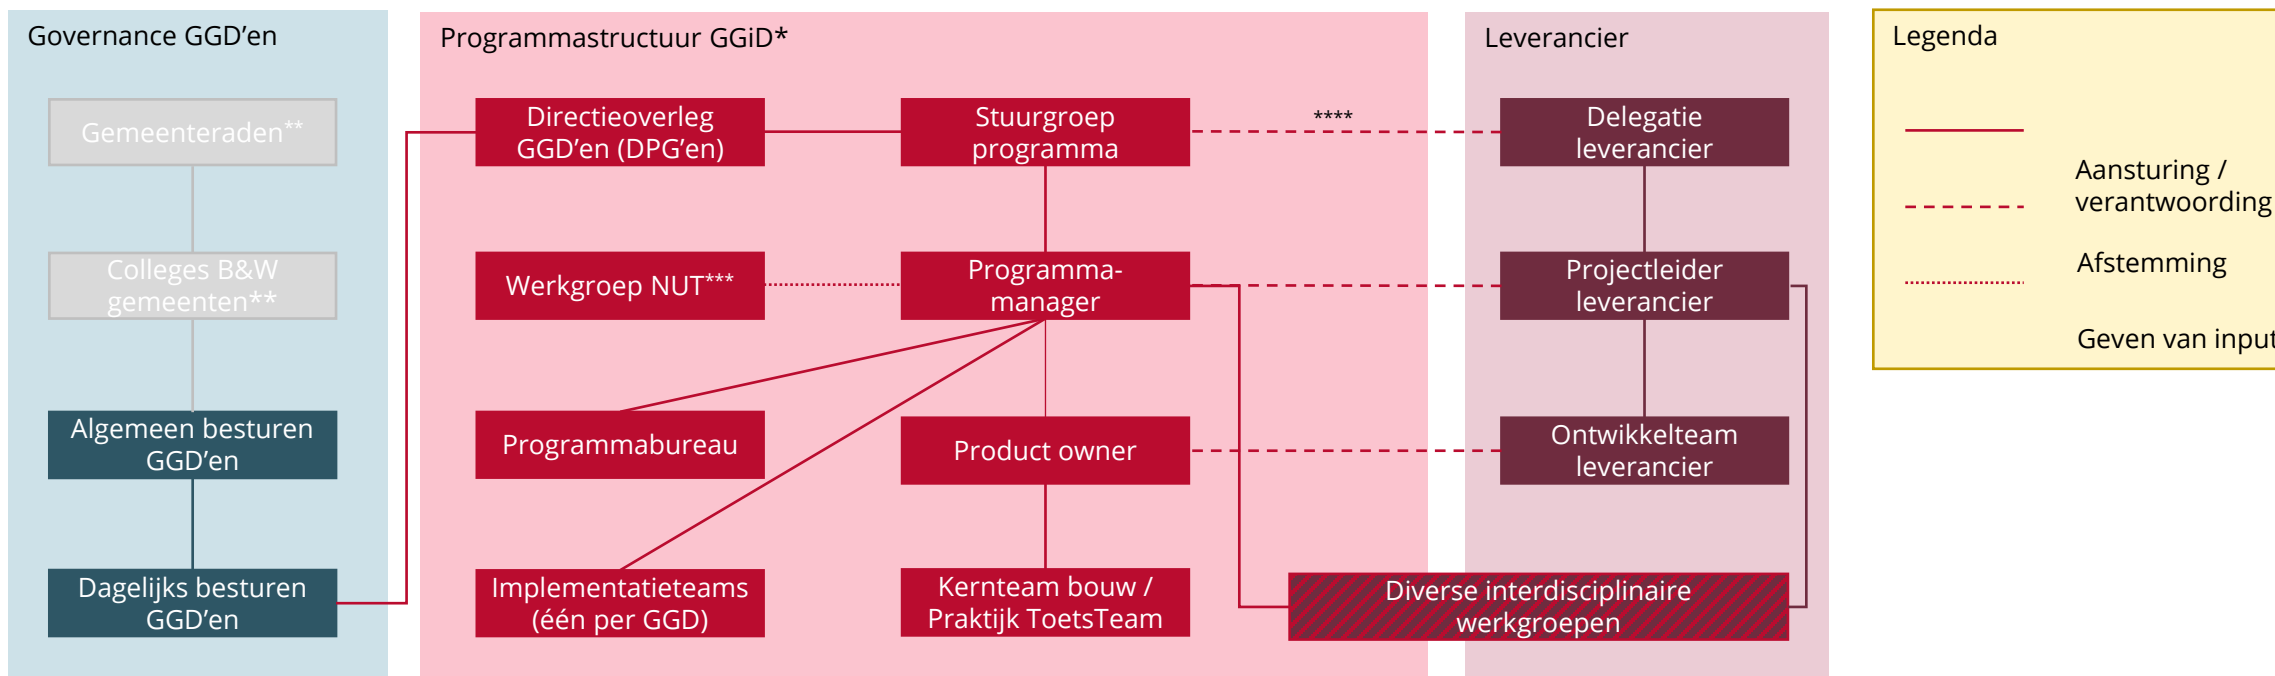 Governance GGD’en
Gemeenteraden**
Colleges B&W
gemeenten**
Algemeen besturen
GGD’en
Dagelijks besturen
GGD’en
Programmastructuur GGiD*
Directieoverleg
GGD’en (DPG’en)
Stuurgroep
programma
****
Werkgroep NUT***
Programma-
manager
Programmabureau
Product owner
Implementatieteams
(één per GGD)
Kernteam bouw /
Praktijk ToetsTeam
Leverancier
Delegatie
leverancier
Projectleider
leverancier
Ontwikkelteam
leverancier
Diverse interdisciplinaire
werkgroepen
Legenda
Aansturing /
verantwoording
Afstemming
Geven van input